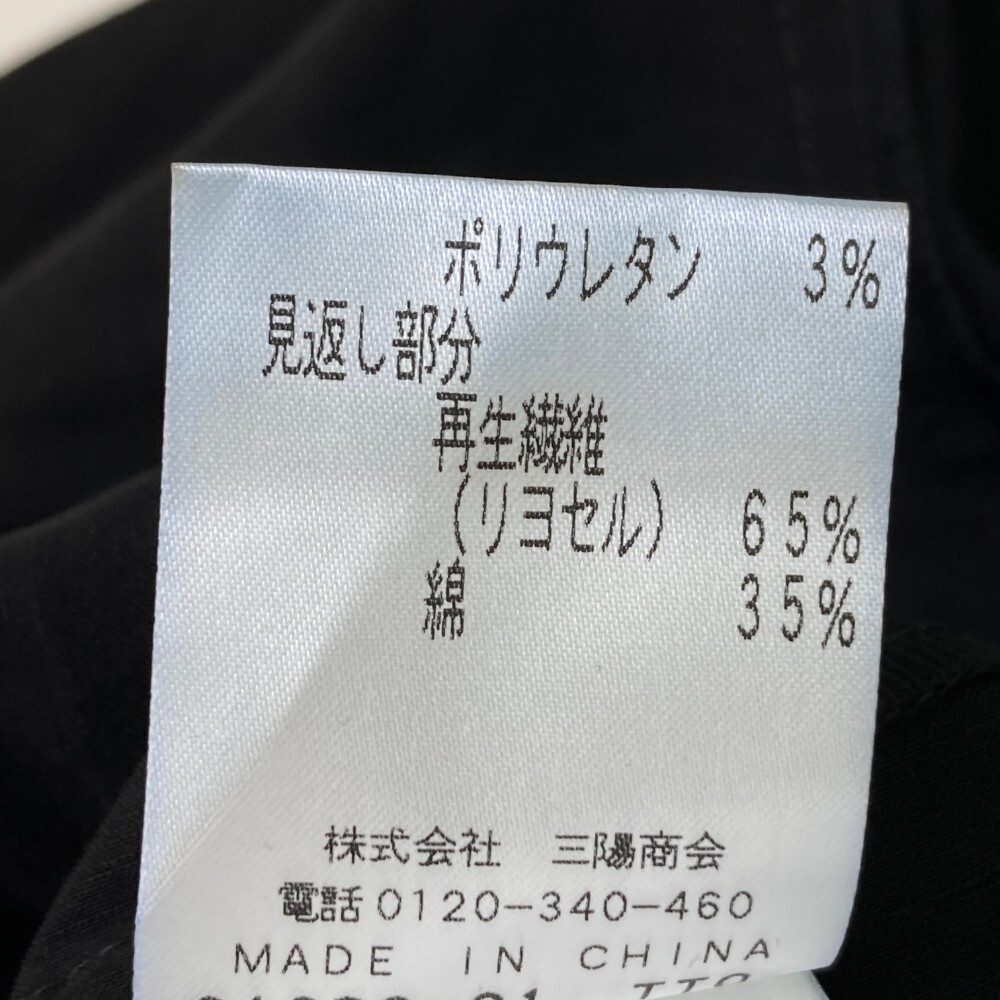 ポリウレタン 3%
見返し部分
再生繊維
(リヨセル) 65%
綿 35%
株式会社 三陽商会
電話0120-340-460
MADE IN CHINA